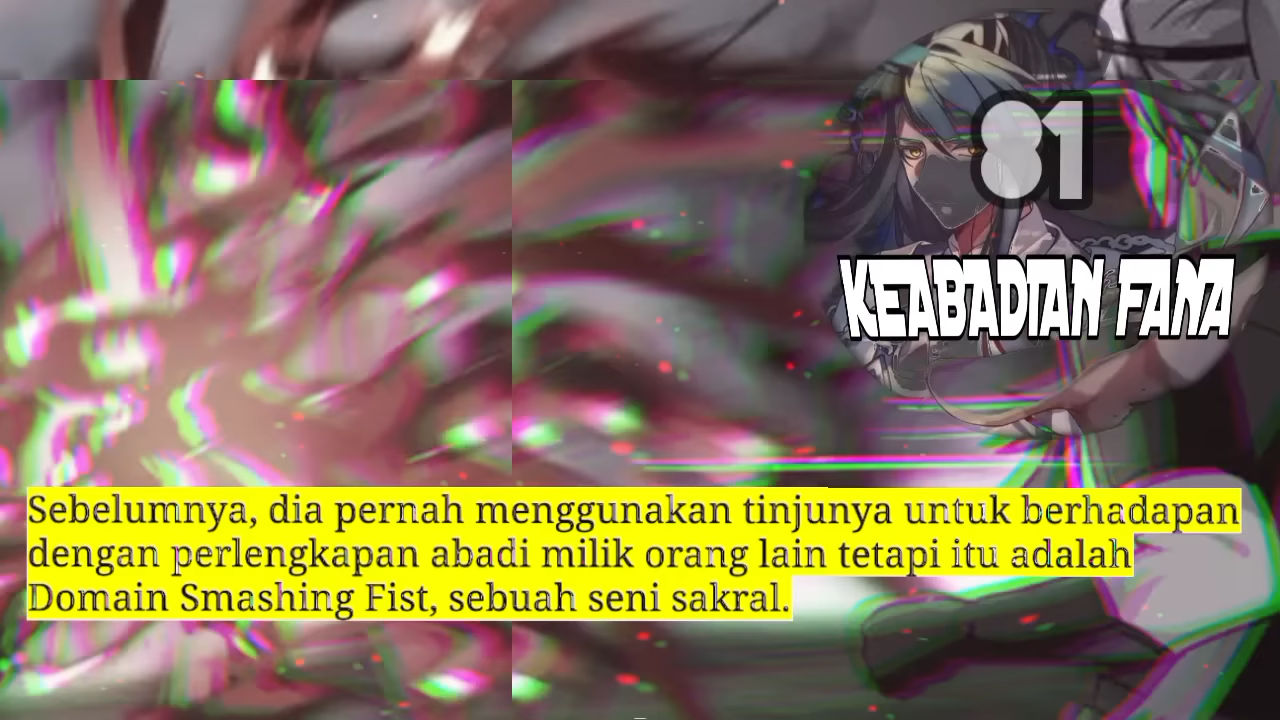 81
KEABADIAN FANA
Sebelumnya, dia pernah menggunakan tinjunya untuk berhadapan
dengan perlengkapan abadi milik orang lain tetapi itu adalah
Domain Smashing Fist, sebuah seni sakral.